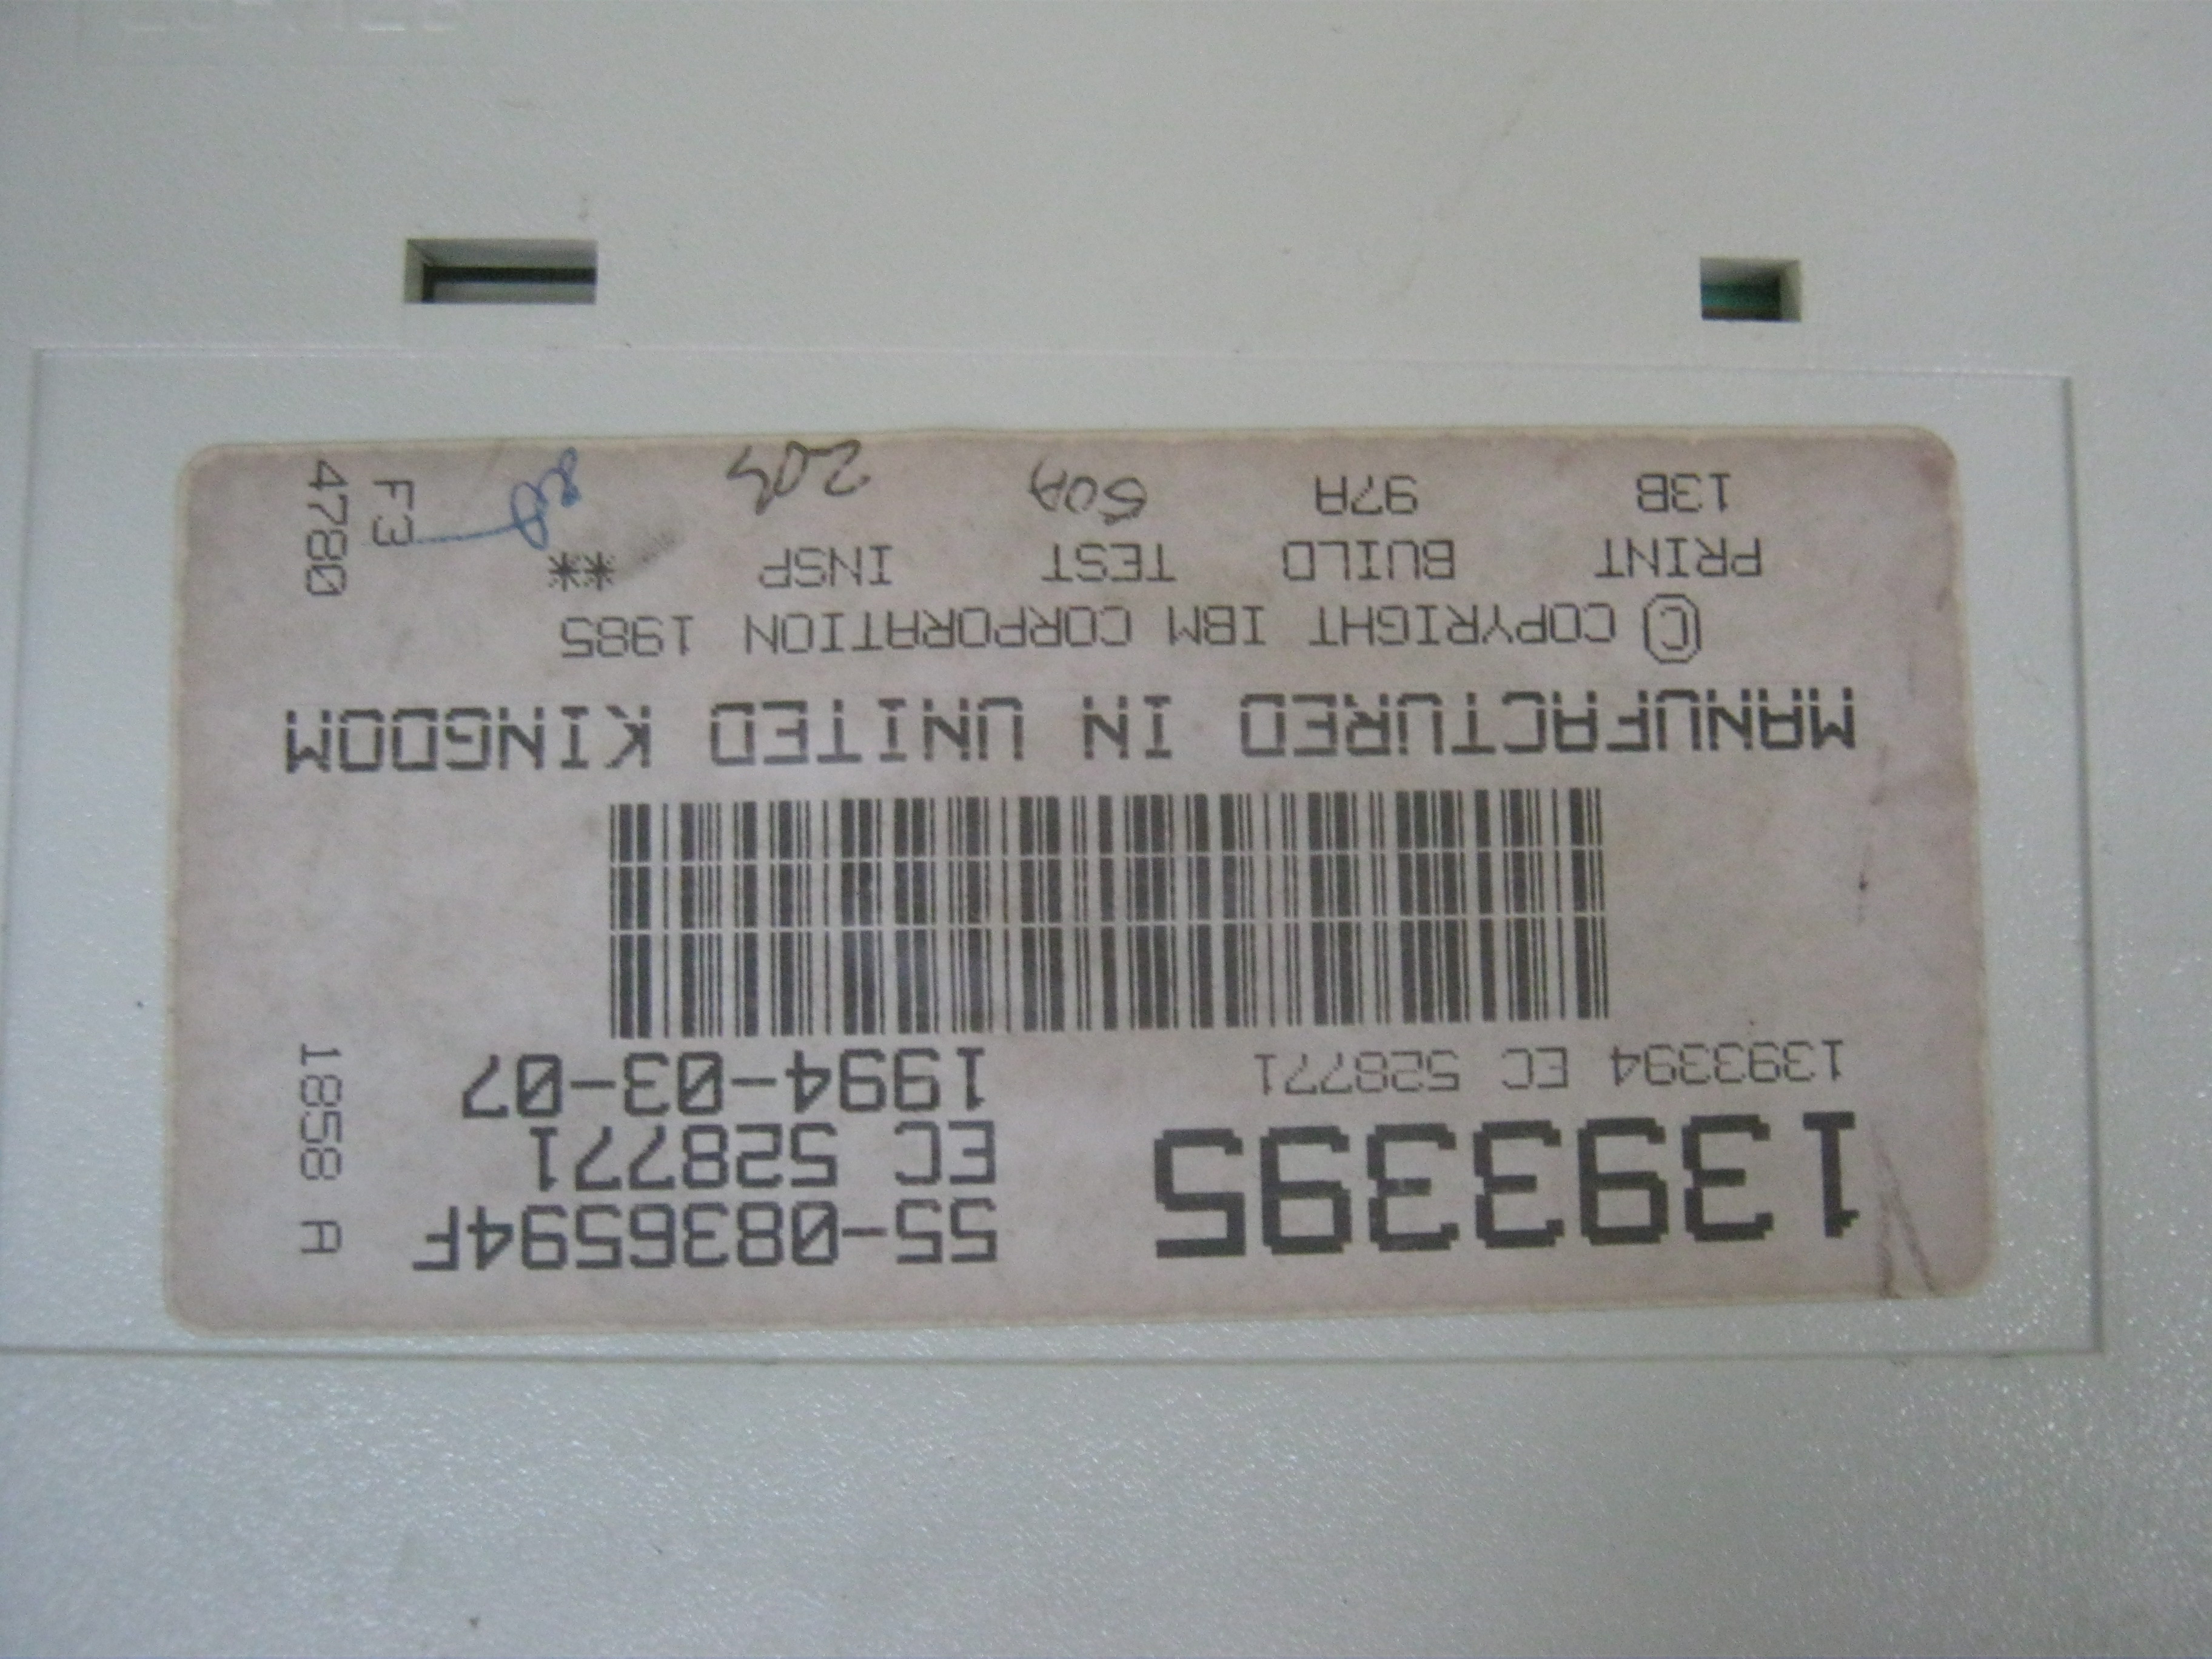 1393395
55-0836594F
EC 528771
1393394 EC 528771
1994-03-07
1858 A
MANUFACTURED IN UNITED KINGDOM
© COPYRIGHT IBM CORPORATION 1985
PRINT BUILD TEST INSP **
13B 97A 50A 203
F3
4780